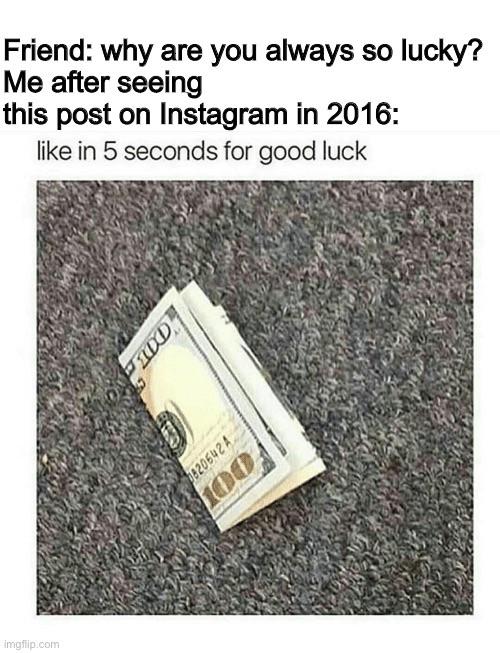 Friend: why are you always so lucky?
Me after seeing
this post on Instagram in 2016:
like in 5 seconds for good luck
100
100
imgflip.com